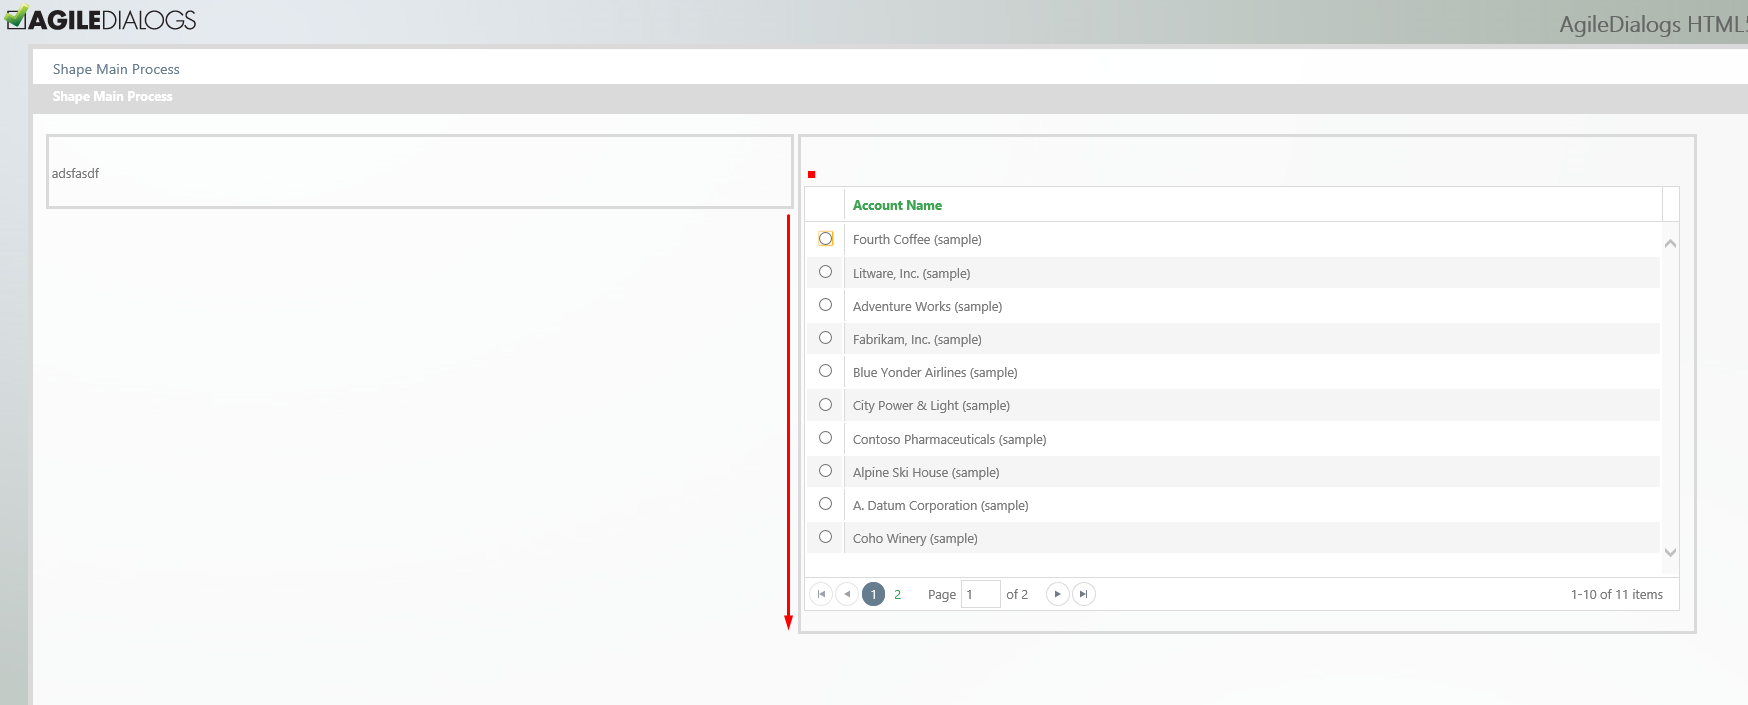 AGILEDIALOGS
AgileDialogs HTML5
Shape Main Process
Shape Main Process
adsfasdf
Account Name
Fourth Coffee (sample)
Litware, Inc. (sample)
Adventure Works (sample)
Fabrikam, Inc. (sample)
Blue Yonder Airlines (sample)
City Power & Light (sample)
Contoso Pharmaceuticals (sample)
Alpine Ski House (sample)
A. Datum Corporation (sample)
Coho Winery (sample)
1 2 Page 1 of 2 1-10 of 11 items